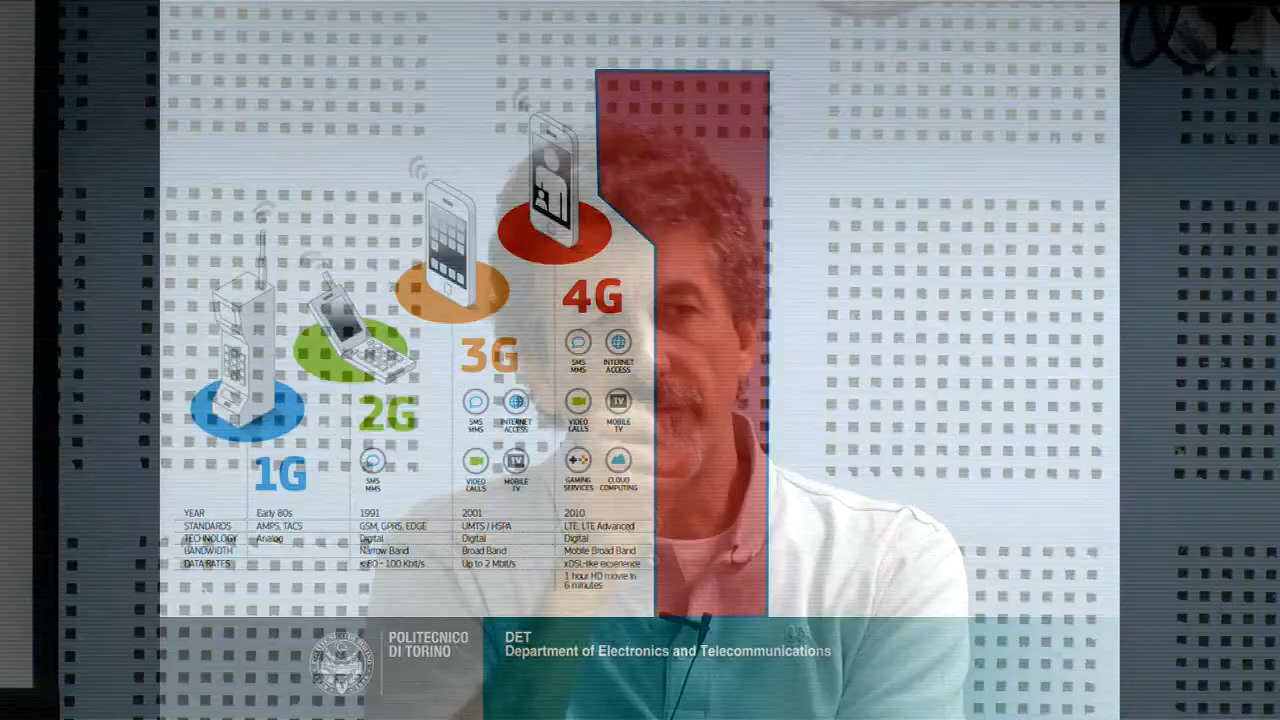 4G
3G
2G
1G
SMS
MMS
INTERNET
ACCESS
VIDEO
CALLS
MOBILE
TV
GAMING
SERVICES
CLOUD
COMPUTING
SMS
MMS
INTERNET
ACCESS
VIDEO
CALLS
MOBILE
TV
SMS
MMS
YEAR Early 80s 1991 2001 2010
STANDARDS AMPS, TACS GSM, GPRS, EDGE UMTS / HSPA LTE, LTE Advanced
TECHNOLOGY Analog Digital Digital Digital
BANDWIDTH Narrow Band Broad Band Mobile Broad Band
DATA RATES < 80 - 100 Kbit/s Up to 2 Mbit/s xDSL-like experience
1 hour HD movie in
6 minutes
POLITECNICO
DI TORINO
DET
Department of Electronics and Telecommunications